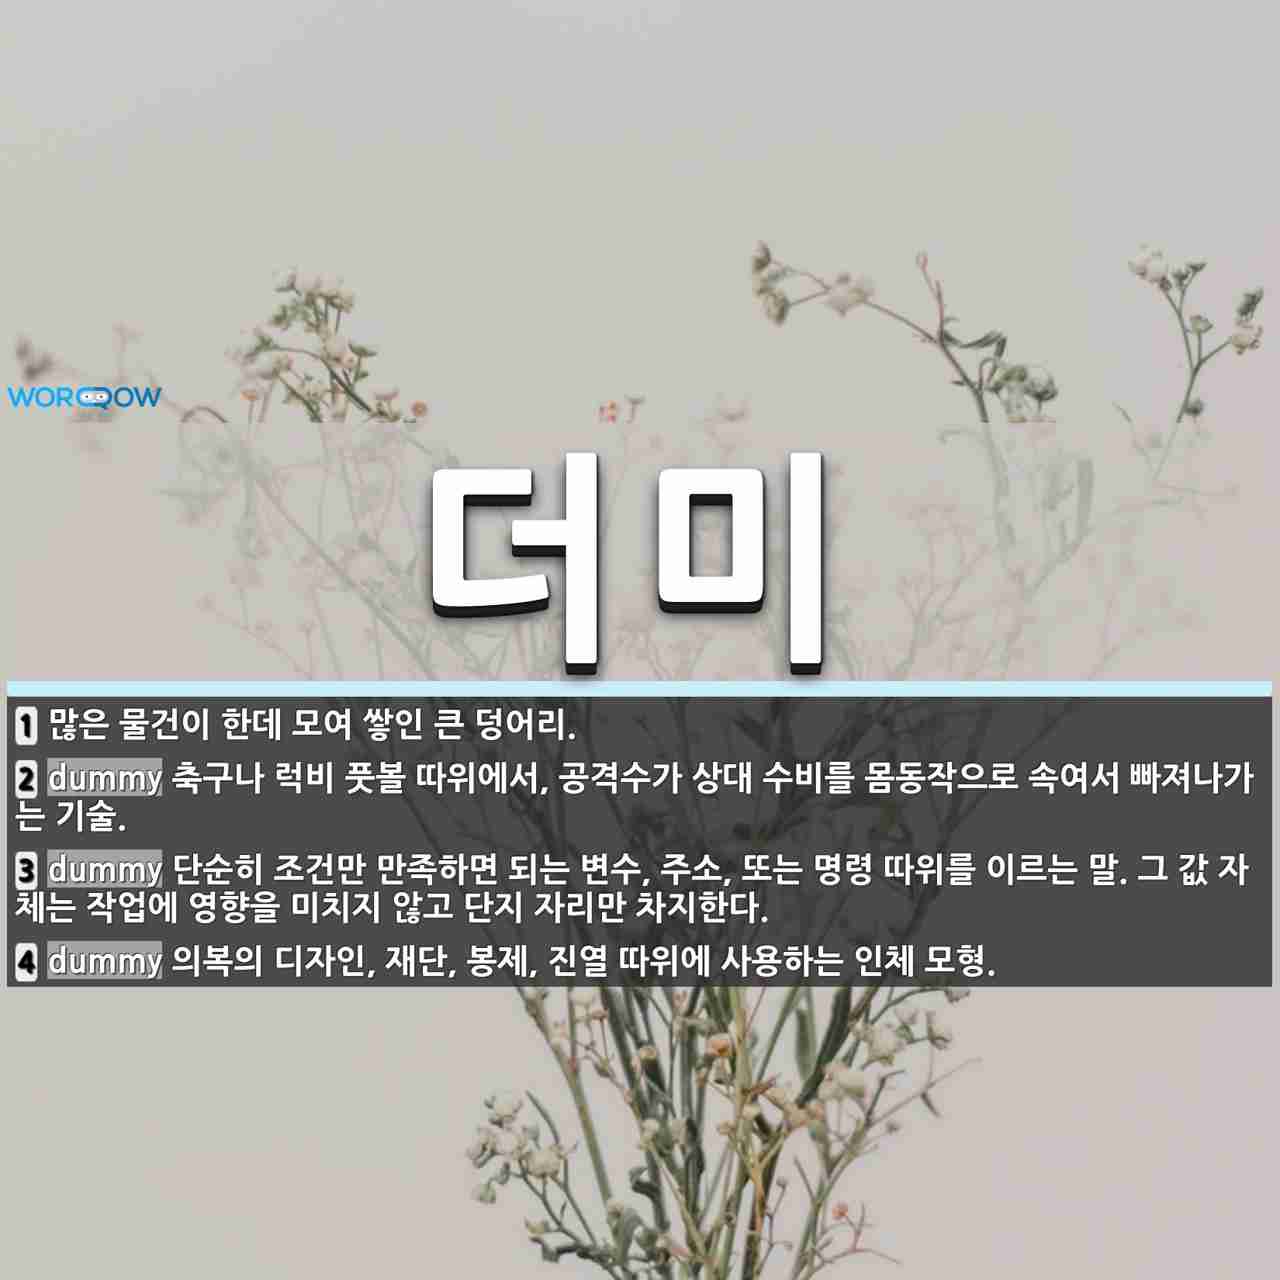 WORDROW
더미
1 많은 물건이 한데 모여 쌓인 큰 덩어리.
2 dummy 축구나 럭비 풋볼 따위에서, 공격수가 상대 수비를 몸동작으로 속여서 빠져나가
는 기술.
3 dummy 단순히 조건만 만족하면 되는 변수, 주소, 또는 명령 따위를 이르는 말. 그 값 자
체는 작업에 영향을 미치지 않고 단지 자리만 차지한다.
4 dummy 의복의 디자인, 재단, 봉제, 진열 따위에 사용하는 인체 모형.